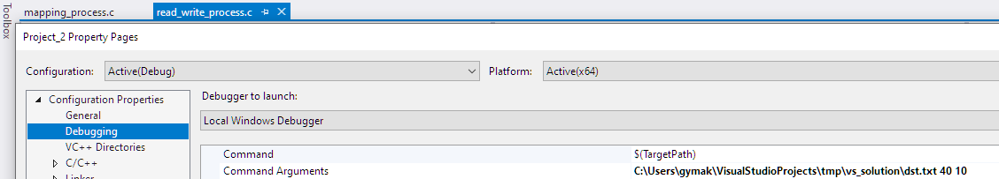 Toolbox
mapping_process.c
read_write_process.c
Project_2 Property Pages
Configuration: Active(Debug) Platform: Active(x64)
Configuration Properties
General
Debugging
VC++ Directories
C/C++
Linker
Debugger to launch:
Local Windows Debugger
Command $(TargetPath)
Command Arguments C:\Users\gymak\VisualStudioProjects\tmp\vs_solution\dst.txt 40 10